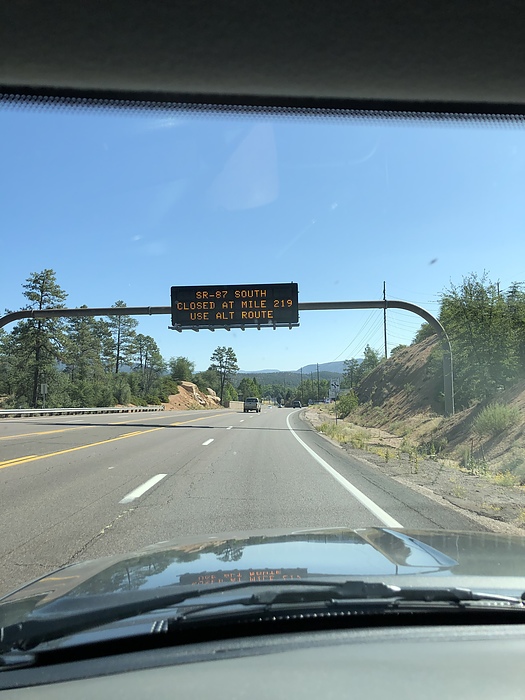 SR-87 SOUTH
CLOSED AT MILE 219
USE ALT ROUTE